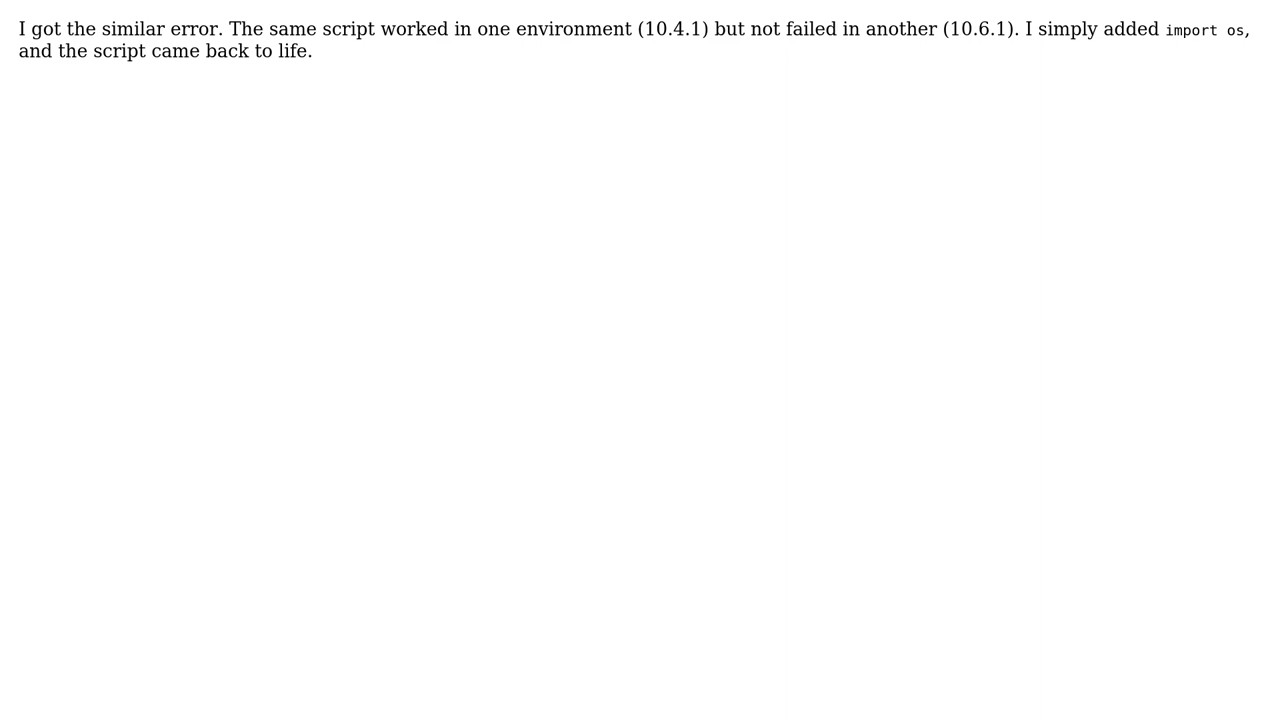 I got the similar error. The same script worked in one environment (10.4.1) but not failed in another (10.6.1). I simply added import os,
and the script came back to life.